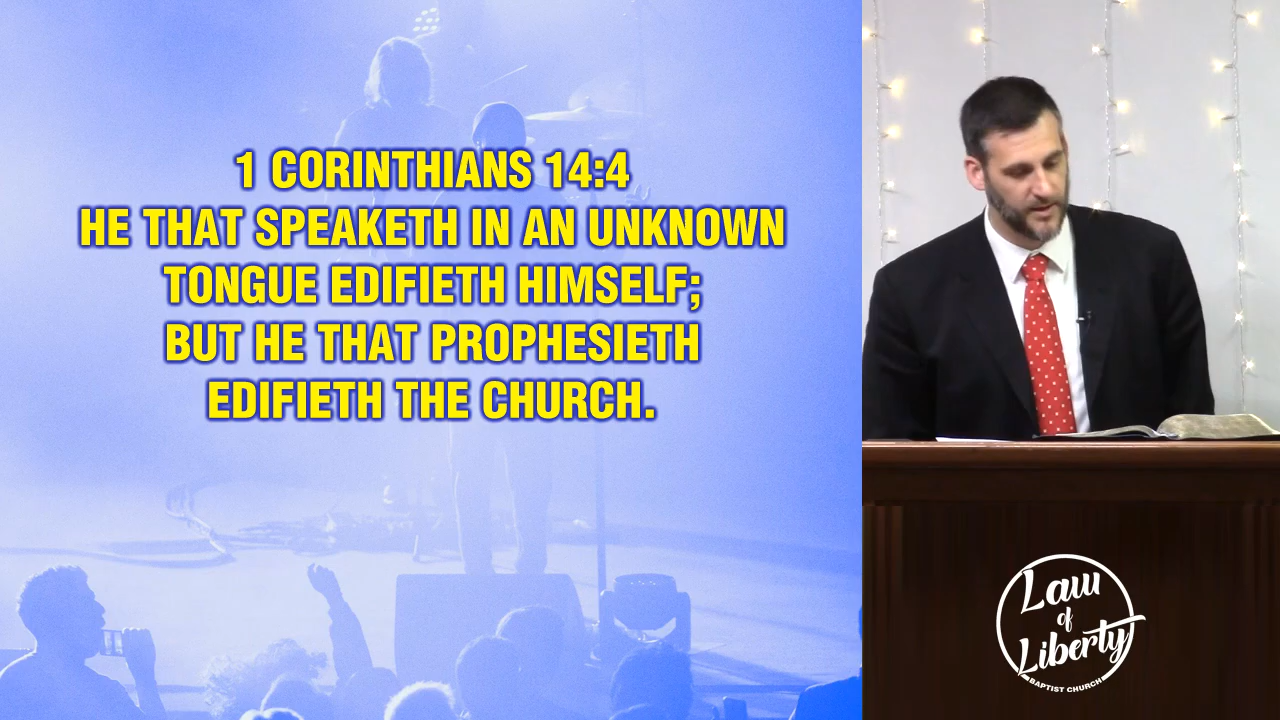 1 CORINTHIANS 14:4
HE THAT SPEAKETH IN AN UNKNOWN
TONGUE EDIFIETH HIMSELF;
BUT HE THAT PROPHESIETH
EDIFIETH THE CHURCH.
Law
of
Liberty
BAPTIST CHURCH